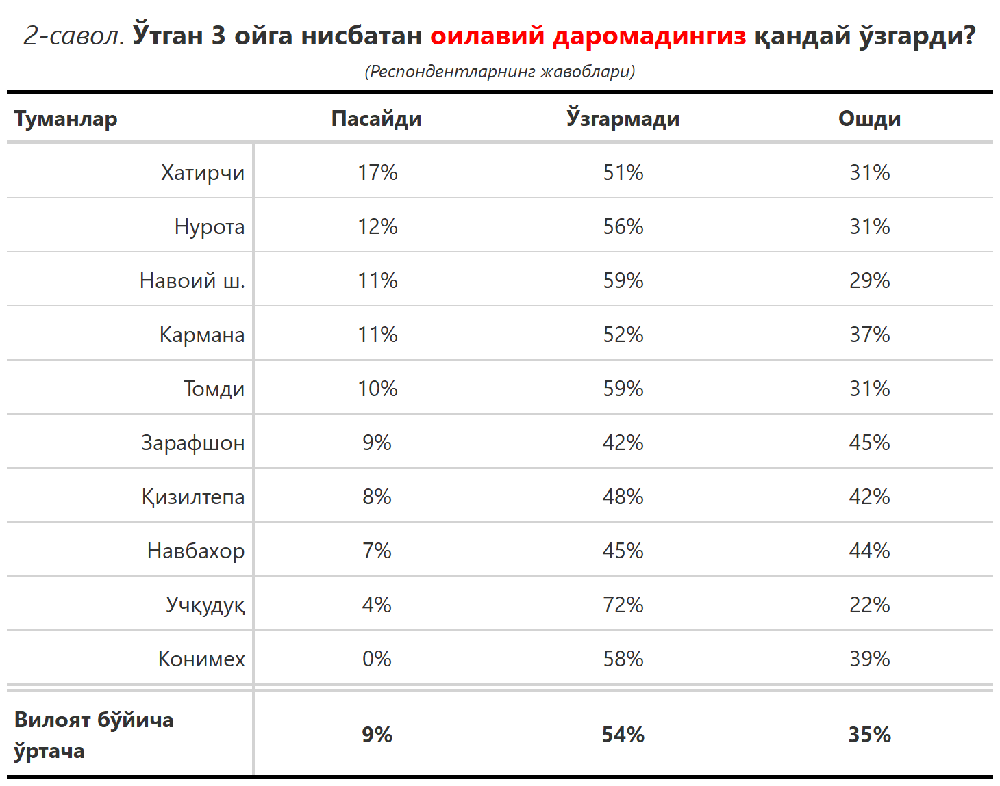 2-савол. Ўтган 3 ойга нисбатан оилавий даромадингиз қандай ўзгарди?
(Респондентларнинг жавоблари)
Туманлар Пасайди Ўзгармади Ошди
Хатирчи 17% 51% 31%
Нурота 12% 56% 31%
Навоий ш. 11% 59% 29%
Кармана 11% 52% 37%
Томди 10% 59% 31%
Зарафшон 9% 42% 45%
Қизилтепа 8% 48% 42%
Навбахор 7% 45% 44%
Учқудуқ 4% 72% 22%
Конимех 0% 58% 39%
Вилоят бўйича
ўртача 9% 54% 35%